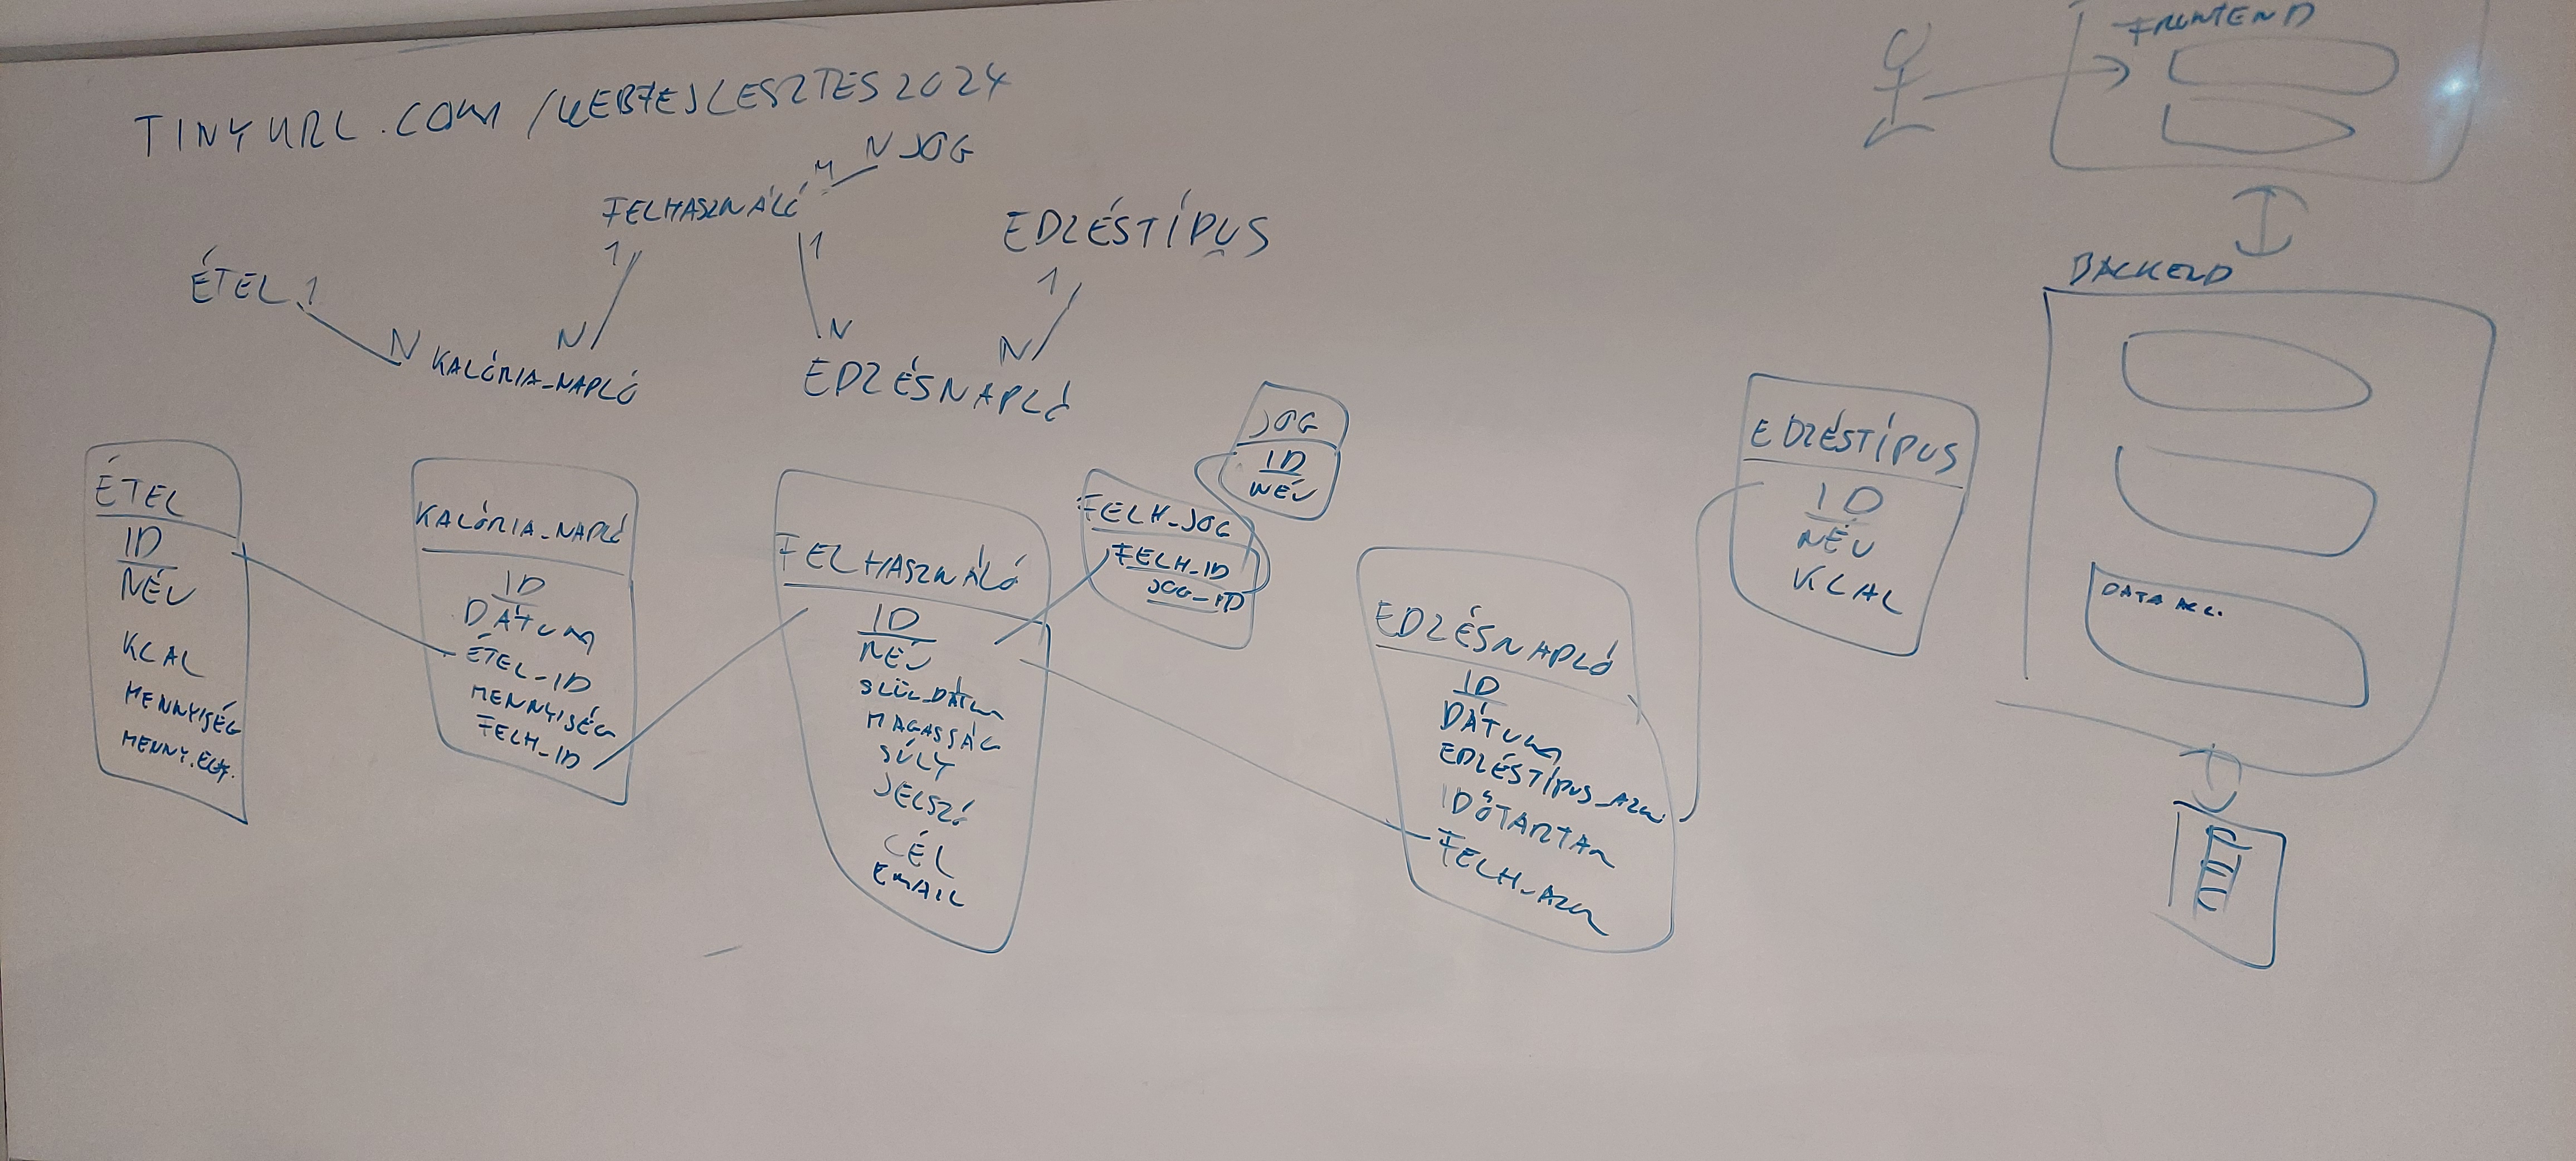 TINYURL.COM/WEBFEJLESZTES2024
N JOG
M
FELHASZNÁLÓ
1
1
EDZÉSTÍPUS
1
ÉTEL 1
N
N
N
N
KALÓRIA_NAPLÓ
EDZÉSNAPLÓ
ÉTEL
ID
NÉV
KCAL
MENNYISÉG
MENNY.EGY.
KALÓRIA_NAPLÓ
ID
DÁTUM
ÉTEL_ID
MENNYISÉG
FELH_ID
FELHASZNÁLÓ
ID
NÉV
SZÜL_DÁTUM
MAGASSÁG
SÚLY
JELSZÓ
CÉL
EMAIL
FELH_JOG
FELH_ID
JOG_ID
JOG
ID
NÉV
EDZÉSNAPLÓ
ID
DÁTUM
EDZÉSTÍPUS_AZON
IDŐTARTAM
FELH_AZON
EDZÉSTÍPUS
ID
NÉV
KCAL
FRONTEND
BACKEND
DATA ACC.